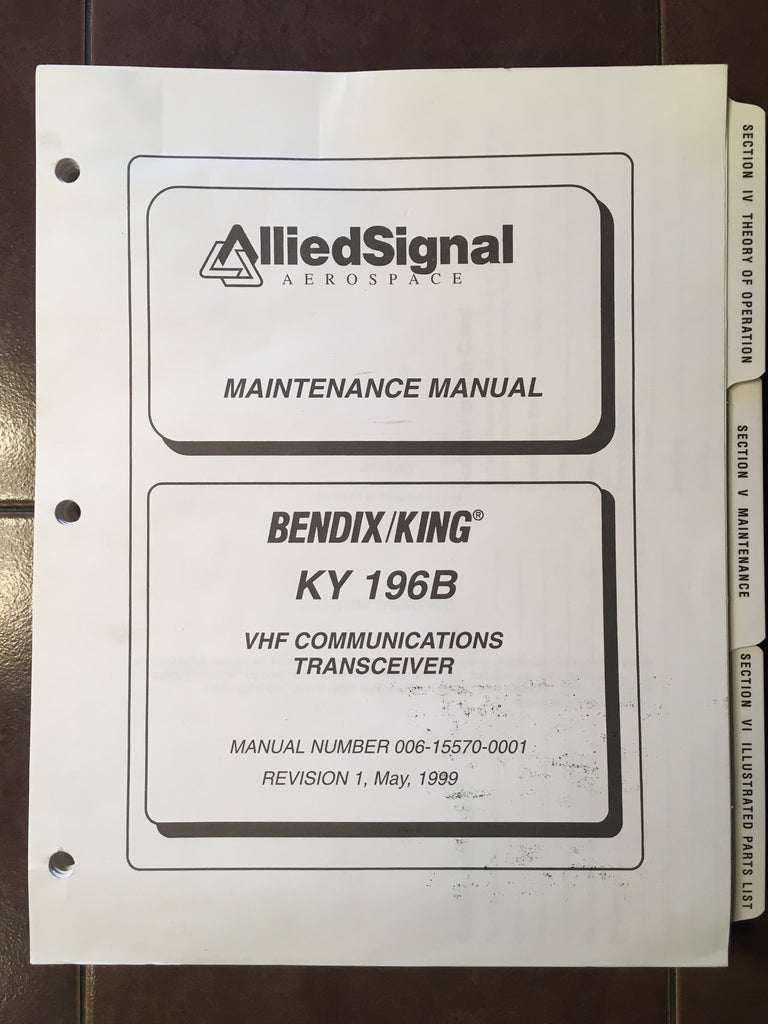 AlliedSignal
AEROSPACE
MAINTENANCE MANUAL
BENDIX/KING®
KY 196B
VHF COMMUNICATIONS
TRANSCEIVER
MANUAL NUMBER 006-15570-0001
REVISION 1, May, 1999
SECTION IV THEORY OF OPERATION
SECTION V MAINTENANCE
SECTION VI ILLUSTRATED PARTS LIST